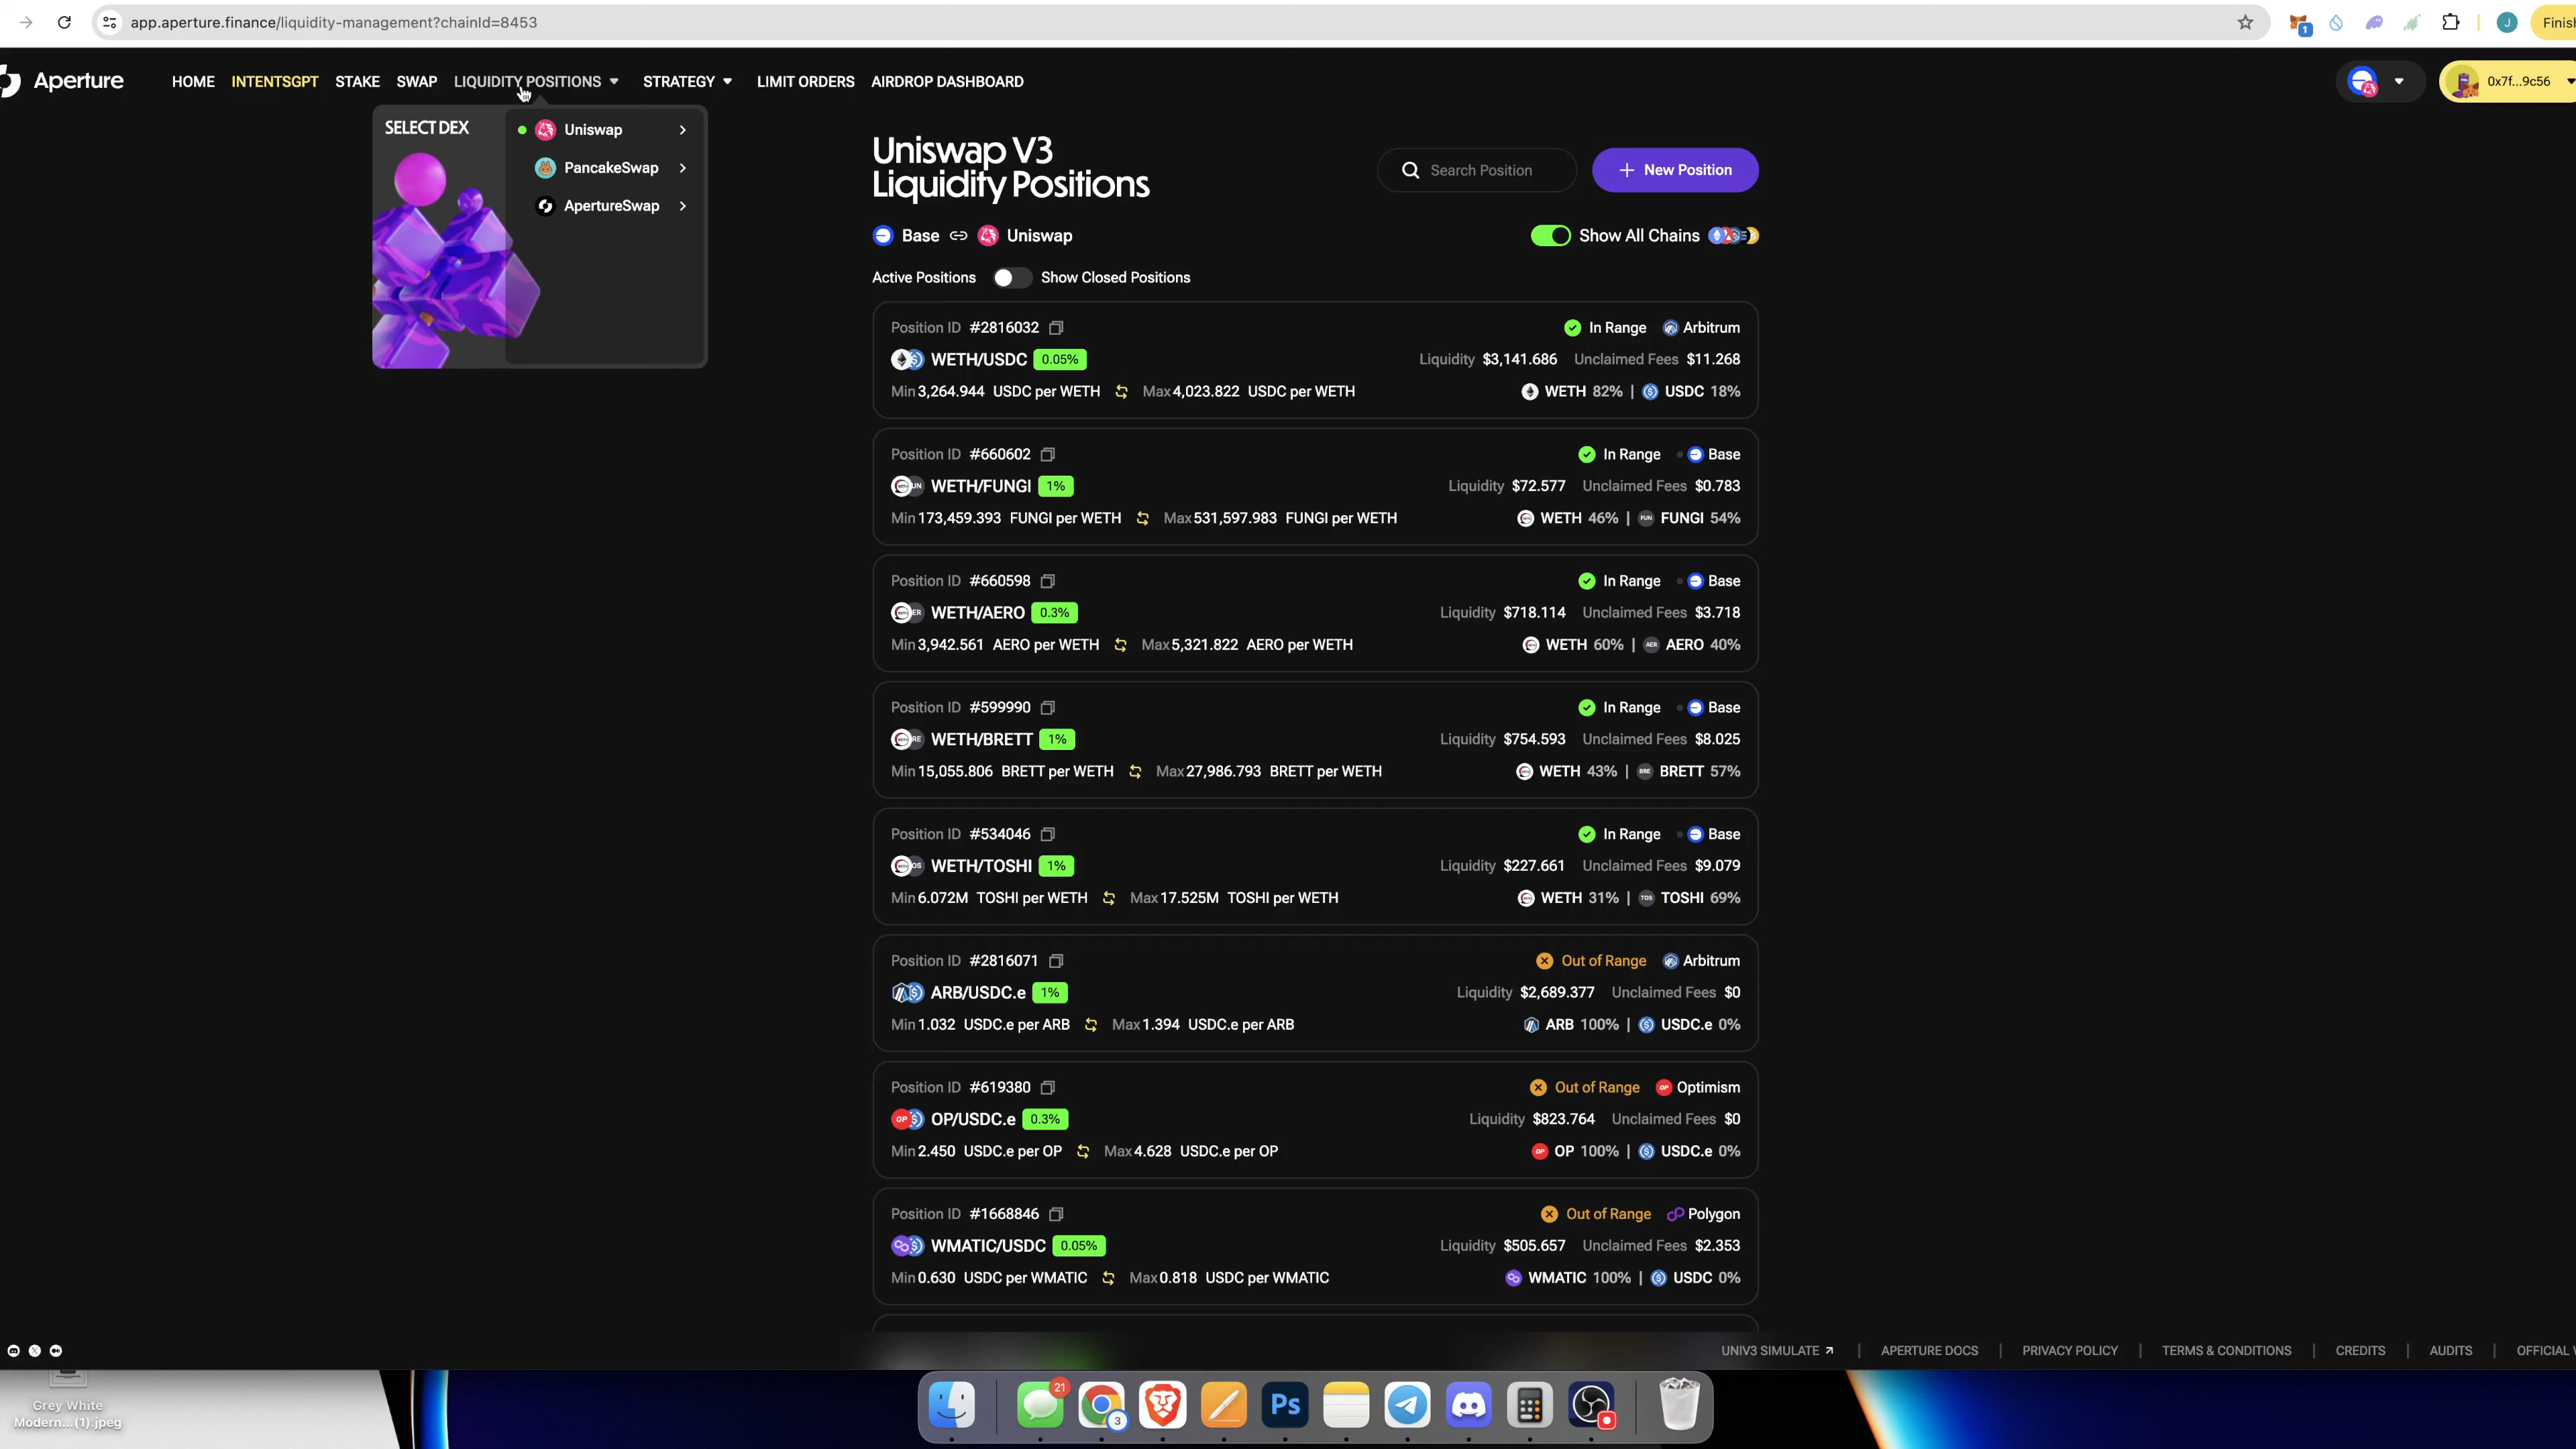 app.aperture.finance/liquidity-management?chainId=8453
1
J
Finis
Aperture
HOME INTENTSGPT STAKE SWAP LIQUIDITY POSITIONS STRATEGY LIMIT ORDERS AIRDROP DASHBOARD
0x7f...9c56
SELECT DEX
Uniswap
PancakeSwap
ApertureSwap
Uniswap V3
Liquidity Positions
Search Position
+ New Position
Base Uniswap
Show All Chains
Active Positions Show Closed Positions
Position ID #2816032 In Range Arbitrum
WETH/USDC 0.05% Liquidity $3,141.686 Unclaimed Fees $11.268
Min 3,264.944 USDC per WETH Max 4,023.822 USDC per WETH WETH 82% | USDC 18%
Position ID #660602 In Range Base
WETH/FUNGI 1% Liquidity $72.577 Unclaimed Fees $0.783
Min 173,459.393 FUNGI per WETH Max 531,597.983 FUNGI per WETH WETH 46% | FUNGI 54%
Position ID #660598 In Range Base
WETH/AERO 0.3% Liquidity $718.114 Unclaimed Fees $3.718
Min 3,942.561 AERO per WETH Max 5,321.822 AERO per WETH WETH 60% | AERO 40%
Position ID #599990 In Range Base
WETH/BRETT 1% Liquidity $754.593 Unclaimed Fees $8.025
Min 15,055.806 BRETT per WETH Max 27,986.793 BRETT per WETH WETH 43% | BRETT 57%
Position ID #534046 In Range Base
WETH/TOSHI 1% Liquidity $227.661 Unclaimed Fees $9.079
Min 6.072M TOSHI per WETH Max 17.525M TOSHI per WETH WETH 31% | TOSHI 69%
Position ID #2816071 Out of Range Arbitrum
ARB/USDC.e 1% Liquidity $2,689.377 Unclaimed Fees $0
Min 1.032 USDC.e per ARB Max 1.394 USDC.e per ARB ARB 100% | USDC.e 0%
Position ID #619380 Out of Range Optimism
OP/USDC.e 0.3% Liquidity $823.764 Unclaimed Fees $0
Min 2.450 USDC.e per OP Max 4.628 USDC.e per OP OP 100% | USDC.e 0%
Position ID #1668846 Out of Range Polygon
WMATIC/USDC 0.05% Liquidity $505.657 Unclaimed Fees $2.353
Min 0.630 USDC per WMATIC Max 0.818 USDC per WMATIC WMATIC 100% | USDC 0%
UNIV3 SIMULATE | APERTURE DOCS | PRIVACY POLICY | TERMS & CONDITIONS | CREDITS | AUDITS | OFFICIAL
21
3
Ps
Grey White
Modern...(1).jpeg